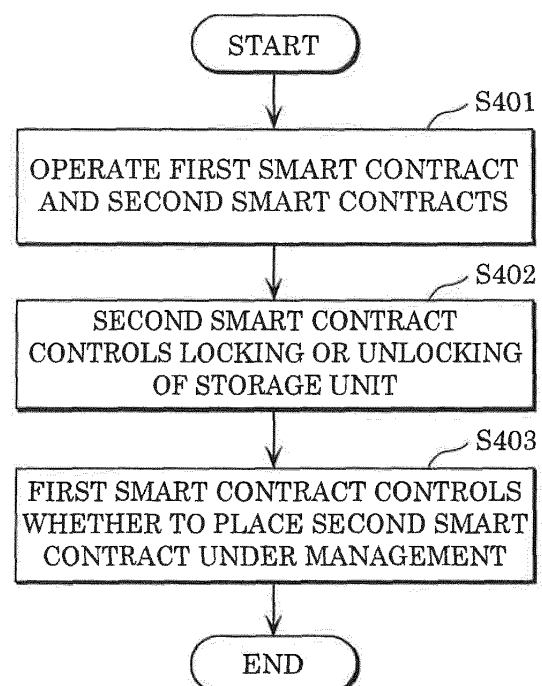 START
S401
OPERATE FIRST SMART CONTRACT
AND SECOND SMART CONTRACTS
S402
SECOND SMART CONTRACT
CONTROLS LOCKING OR UNLOCKING
OF STORAGE UNIT
S403
FIRST SMART CONTRACT CONTROLS
WHETHER TO PLACE SECOND SMART
CONTRACT UNDER MANAGEMENT
END